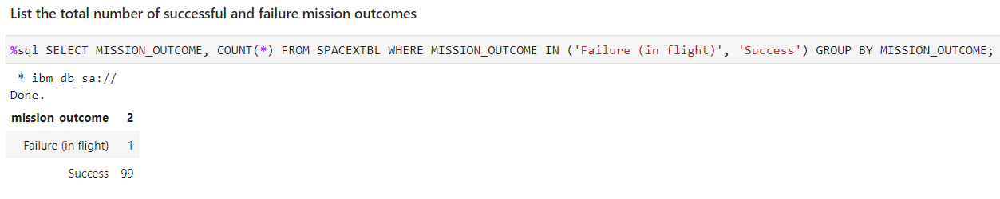 List the total number of successful and failure mission outcomes
%sql SELECT MISSION_OUTCOME, COUNT(*) FROM SPACEXTBL WHERE MISSION_OUTCOME IN ('Failure (in flight)', 'Success') GROUP BY MISSION_OUTCOME;
* ibm_db_sa://
Done.
mission_outcome 2
Failure (in flight) 1
Success 99